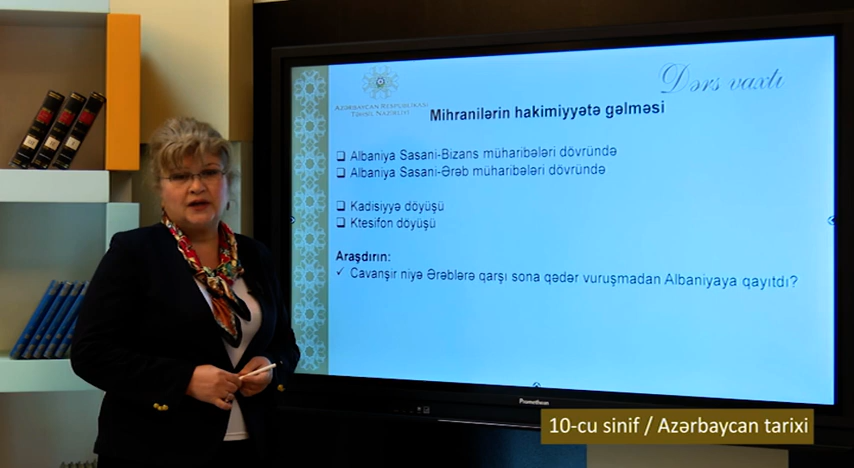 Dərs vaxtı
AZƏRBAYCAN RESPUBLİKASI
TƏHSİL NAZİRLİYİ
Mihranilərin hakimiyyətə gəlməsi
Albaniya Sasani-Bizans müharibələri dövründə
Albaniya Sasani-Ərəb müharibələri dövründə
Kadisiyyə döyüşü
Ktesifon döyüşü
Araşdırın:
Cavanşir niyə Ərəblərə qarşı sona qədər vuruşmadan Albaniyaya qayıtdı?
Promethean
10-cu sinif / Azərbaycan tarixi